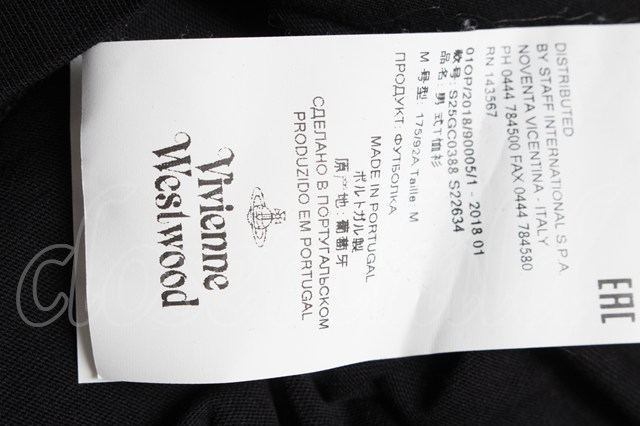 Vivienne
Westwood
MADE IN PORTUGAL
ポルトガル製
原产地: 葡萄牙
СДЕЛАНО В ПОРТУГАЛЬСКОМ
PRODUZIDO EM PORTUGAL
DISTRIBUTED
BY STAFF INTERNATIONAL S.P.A.
NOVENTA VICENTINA - ITALY
PH 0444 784500 FAX 0444 784580
RN 143567
01OP/2018/90005/1 - 2018 01
款号: S25GC0388 S22634
品名: 男式T恤衫
M 号型: 175/92A Taille M
ПРОДУКТ: ФУТБОЛКА
EAC